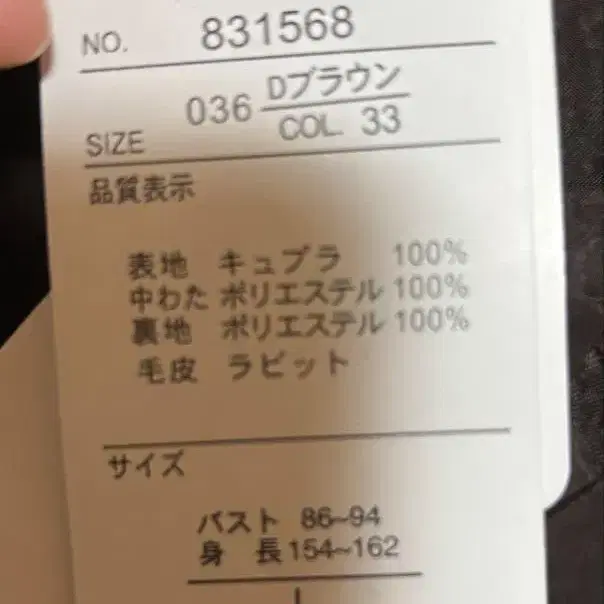 NO. 831568
SIZE 036 Dブラウン
COL. 33
品質表示
表地 キュプラ 100%
中わた ポリエステル 100%
裏地 ポリエステル 100%
毛皮 ラビット
サイズ
バスト 86~94
身 長 154~162
L